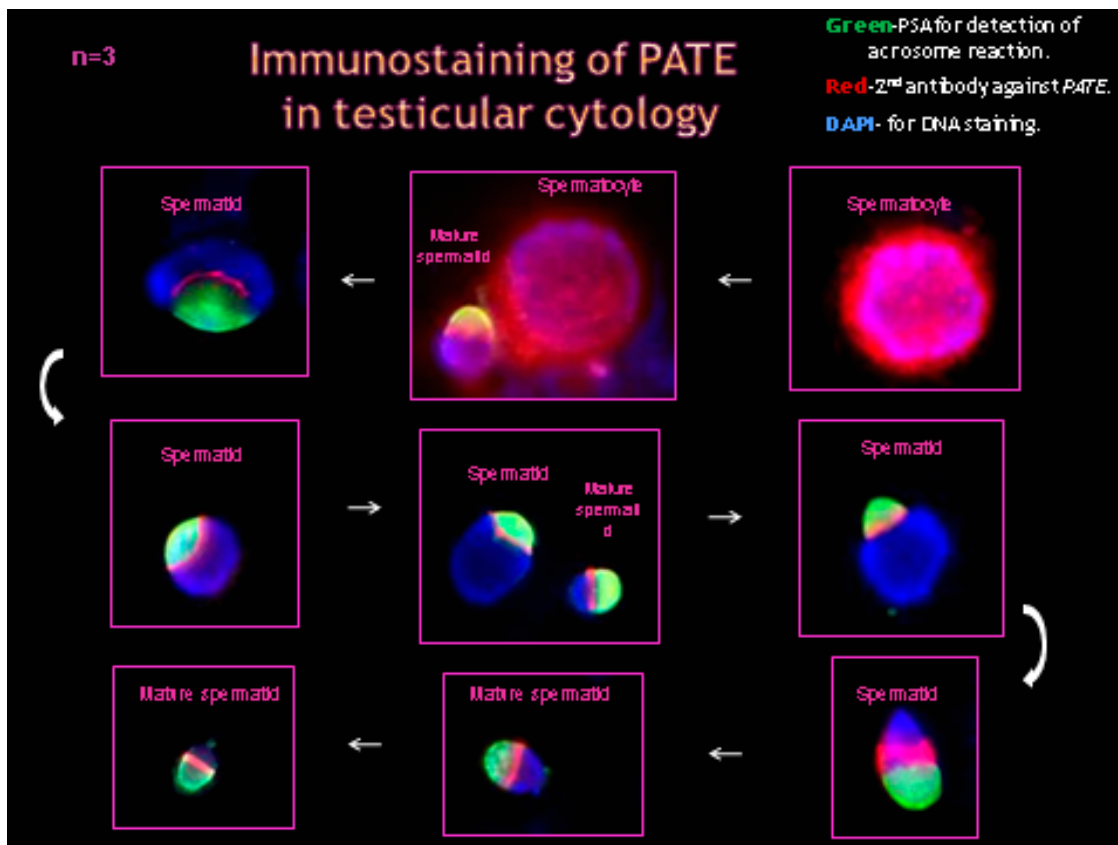 n=3
Immunostaining of PATE
in testicular cytology
Green-PSA for detection of
acrosome reaction.
Red-2nd antibody against PATE.
DAPI- for DNA staining.
Spermatid
Spermatocyte
Mature
spermatid
Spermatocyte
Spermatid
Spermatid
Mature
spermati
d
Spermatid
Mature spermatid
Mature spermatid
Spermatid